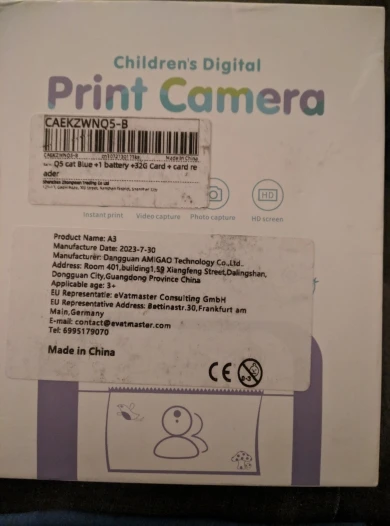 Children's Digital
Print Camera
CAEKZWNQ5-B
CAEKZWNQ5-B
Made in China
Q5 cat Blue +1 battery +32G Card + card re
ader
Instant print Video capture Photo capture HD screen
HD
Product Name: A3
Manufacture Date: 2023-7-30
Manufacturer: Dangguan AMIGAO Technology Co.,Ltd.
Address: Room 401,building1.59 Xiangfeng Street,Dalingshan,
Dongguan City,Guangdong Province China
Applicable age: 3+
EU Representatie: eVatmaster Consulting GmbH
EU Representative Address: Bettinastr.30,Frankfurt am
Main,Germany
E-mail: contact@evatmaster.com
Tel: 6995179070
Made in China
CE
0-3